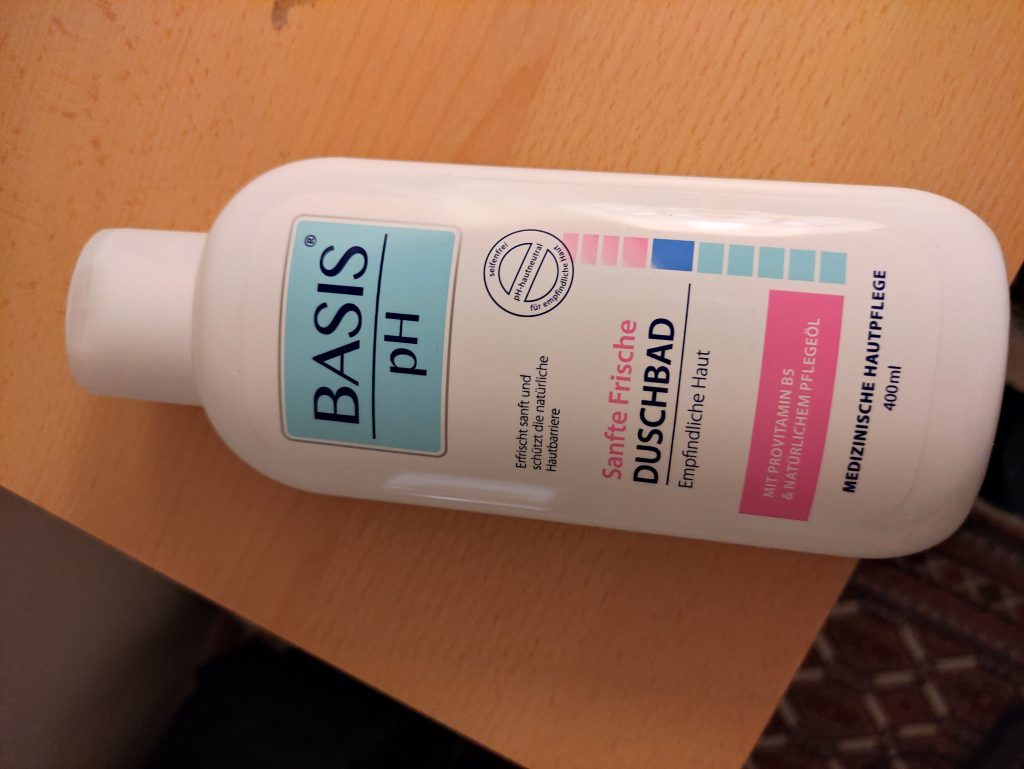 BASIS®
pH
seifenfrei
pH-hautneutral
für empfindliche Haut
Erfrischt sanft und
schützt die natürliche
Hautbarriere
Sanfte Frische
DUSCHBAD
Empfindliche Haut
MIT PROVITAMIN B5
& NATÜRLICHEM PFLEGEÖL
MEDIZINISCHE HAUTPFLEGE
400ml